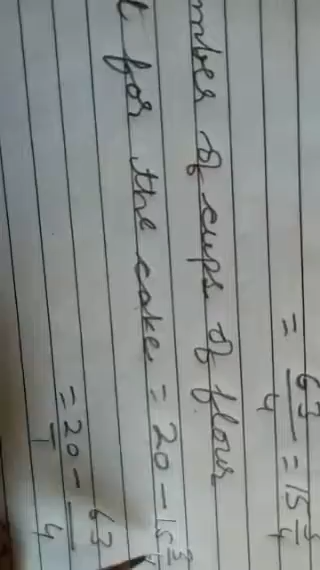 = 63/4 = 15 3/4
mber of cups of flour
t for the cake = 20 - 15 3/4
= 20/1 - 63/4